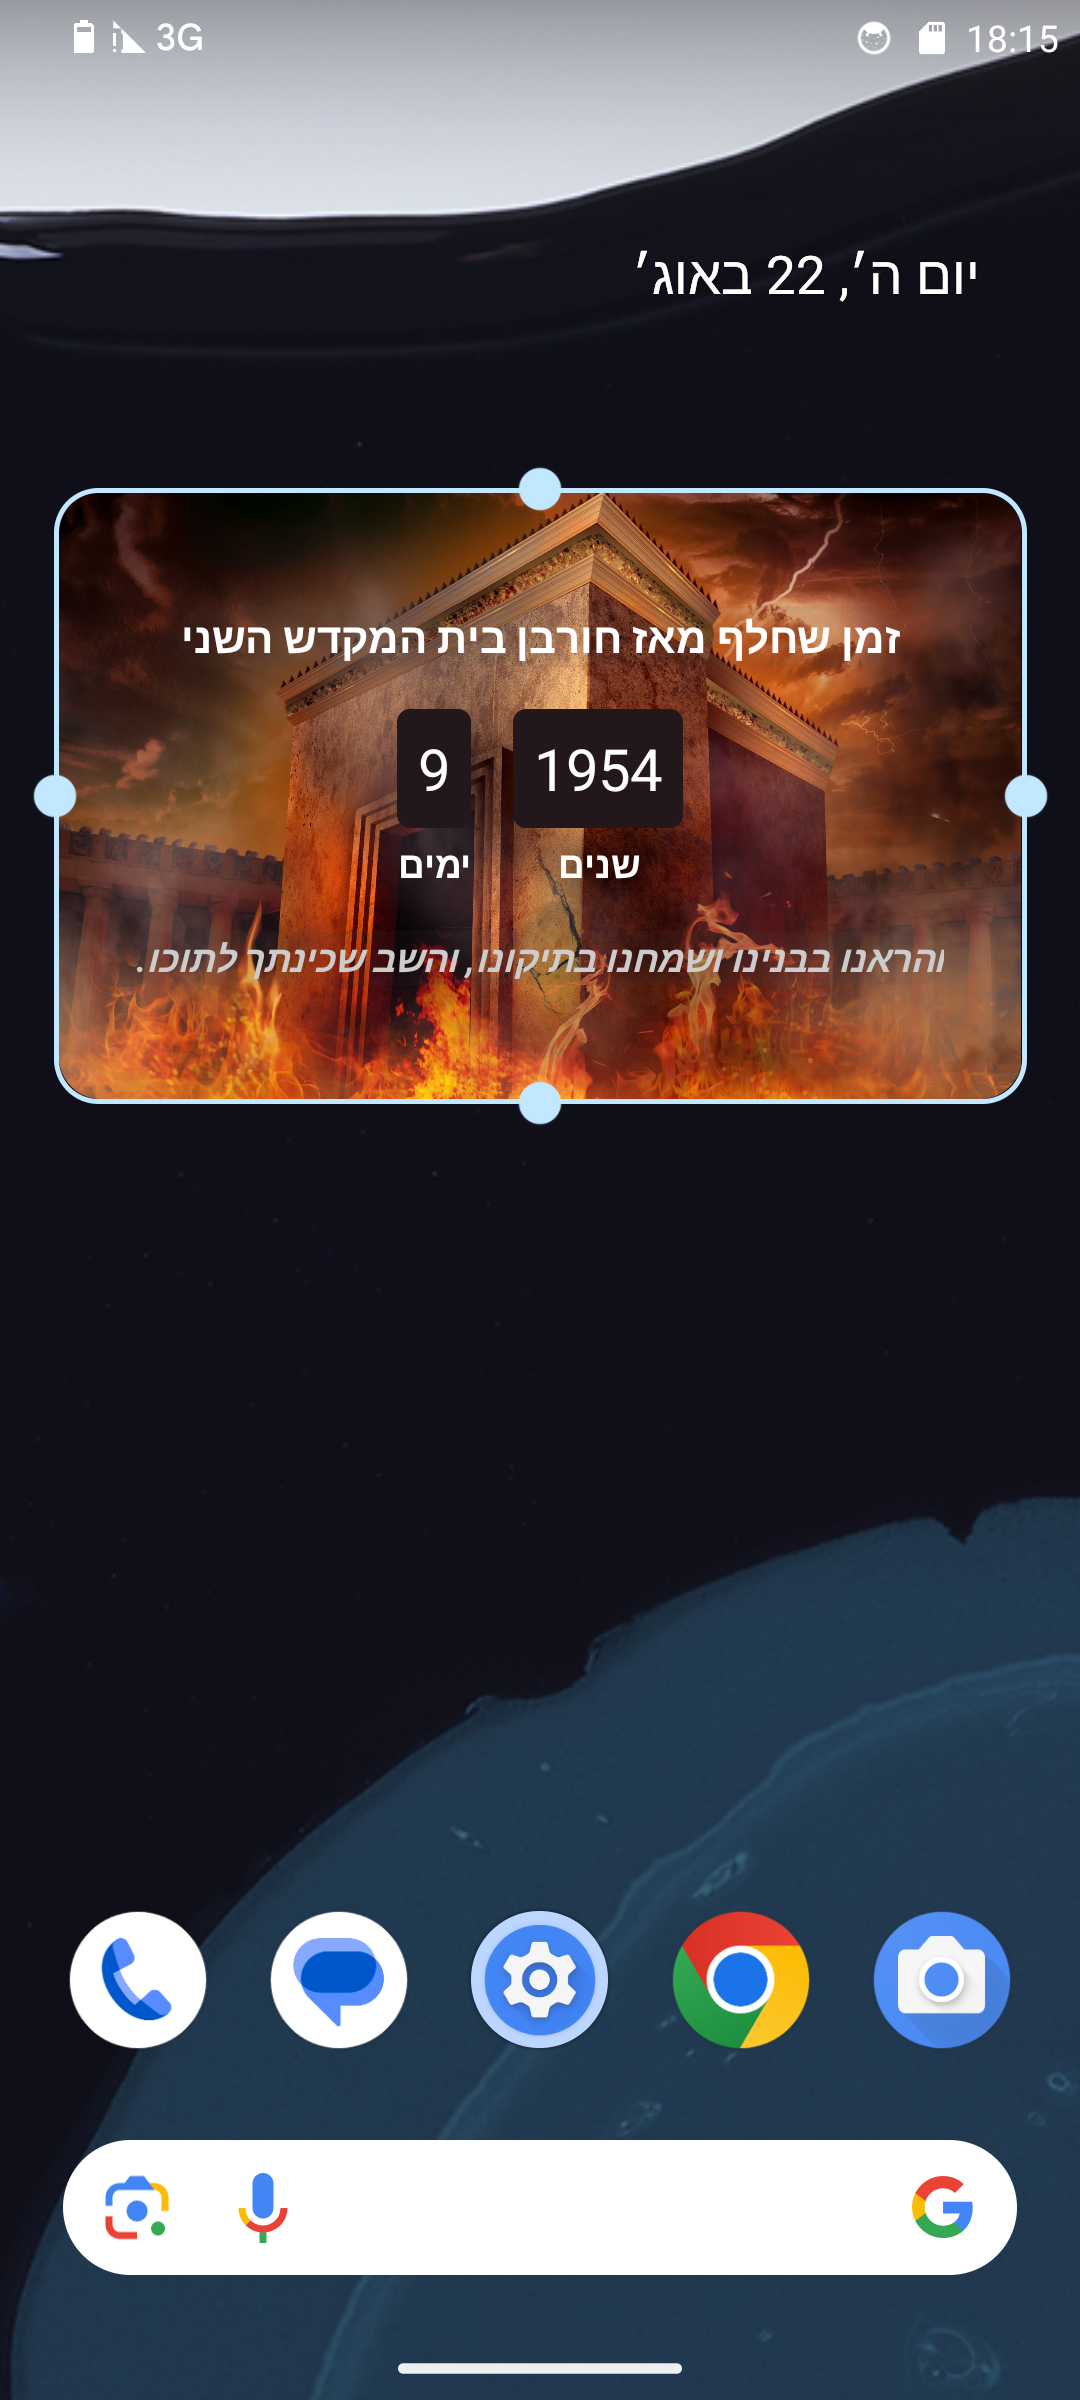 3G
18:15
יום ה׳, 22 באוג׳
זמן שחלף מאז חורבן בית המקדש השני
1954 9
שנים ימים
והראנו בבנינו ושמחנו בתיקונו, והשב שכינתך לתוכו.